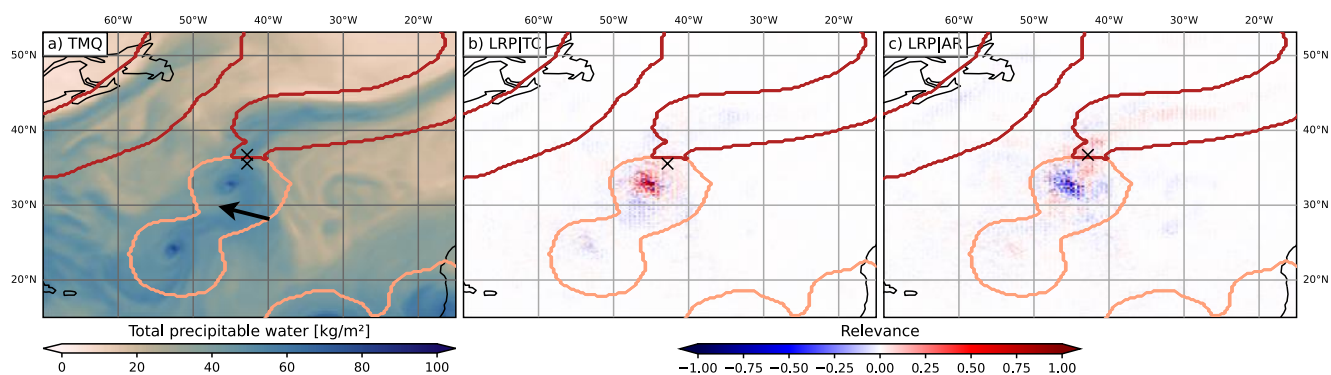 60°W 50°W 40°W 30°W 20°W 60°W 50°W 40°W 30°W 20°W 60°W 50°W 40°W 30°W 20°W
a) TMQ b) LRP|TC c) LRP|AR
50°N 50°N
40°N 40°N
30°N 30°N
20°N 20°N
Total precipitable water [kg/m²] Relevance
0 20 40 60 80 100 −1.00 −0.75 −0.50 −0.25 0.00 0.25 0.50 0.75 1.00